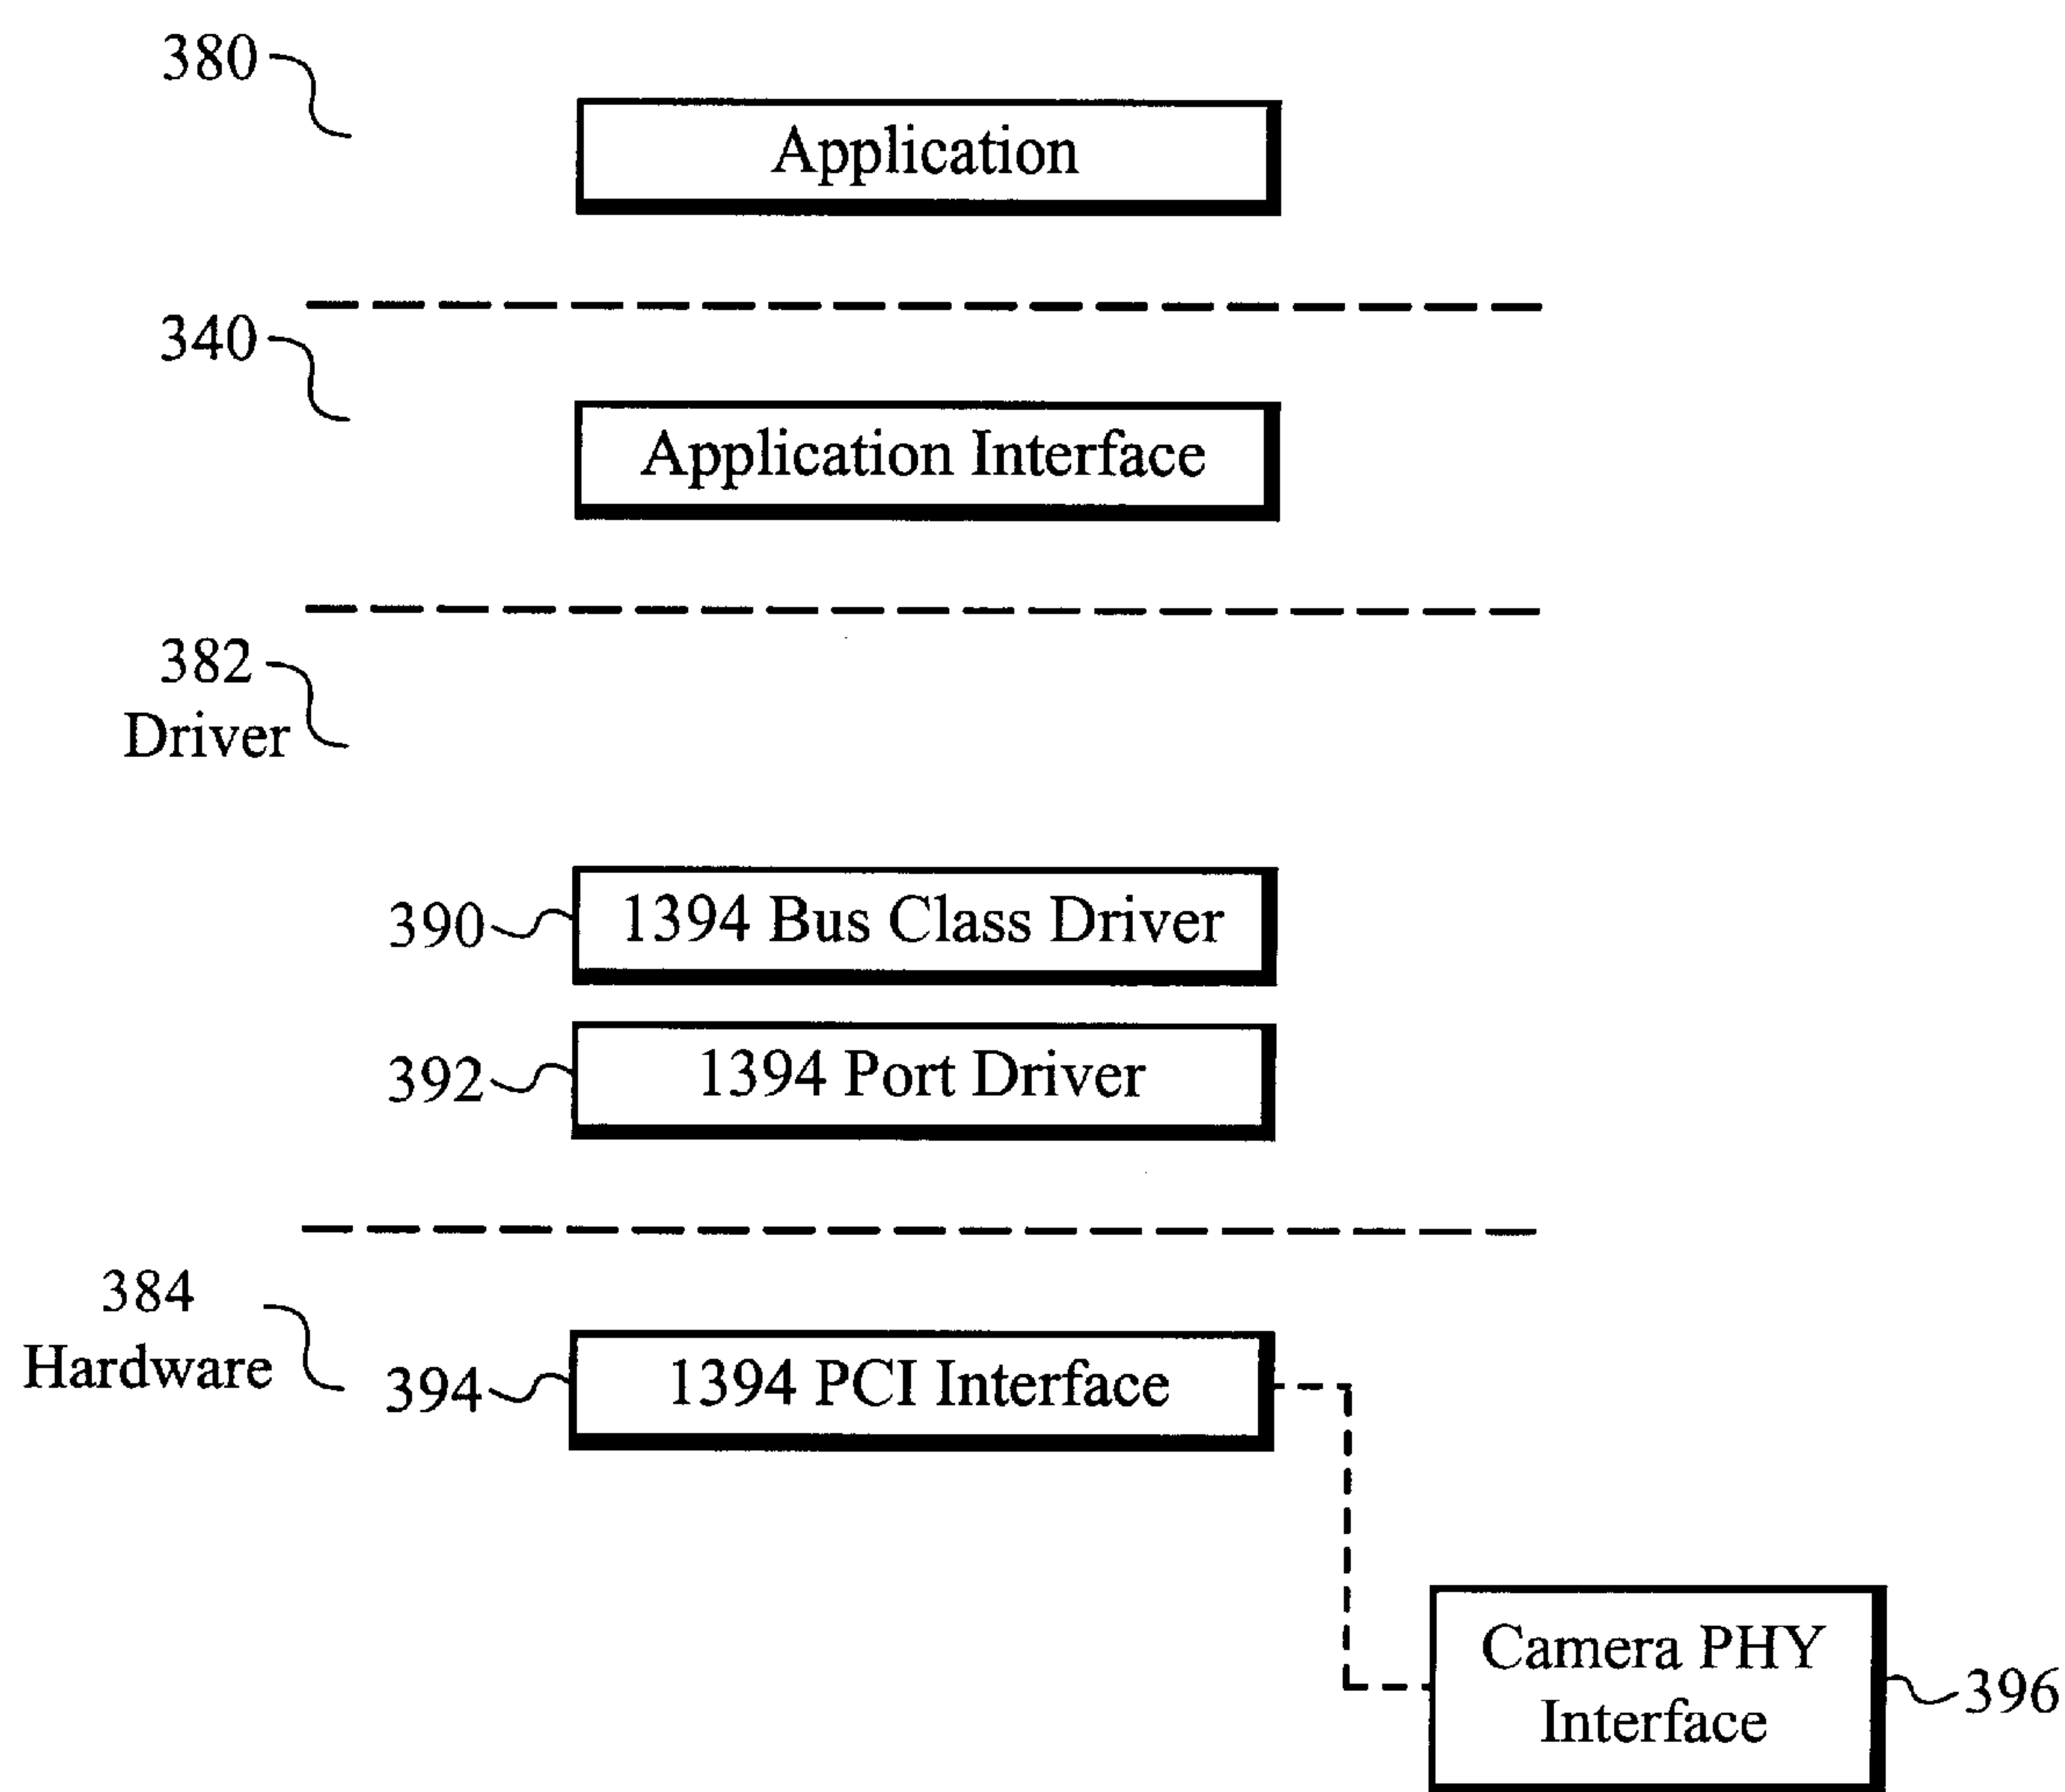 380
Application
340
Application Interface
382
Driver
390
1394 Bus Class Driver
392
1394 Port Driver
384
Hardware
394
1394 PCI Interface
Camera PHY
Interface
396